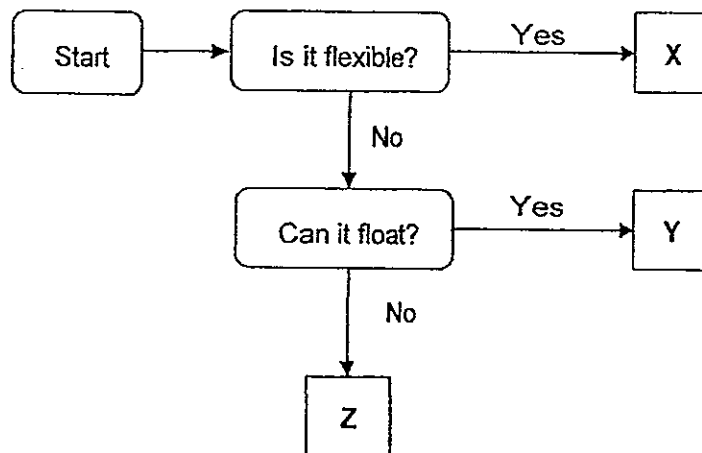 Start
Is it flexible?
Yes
X
No
Can it float?
Yes
Y
No
Z